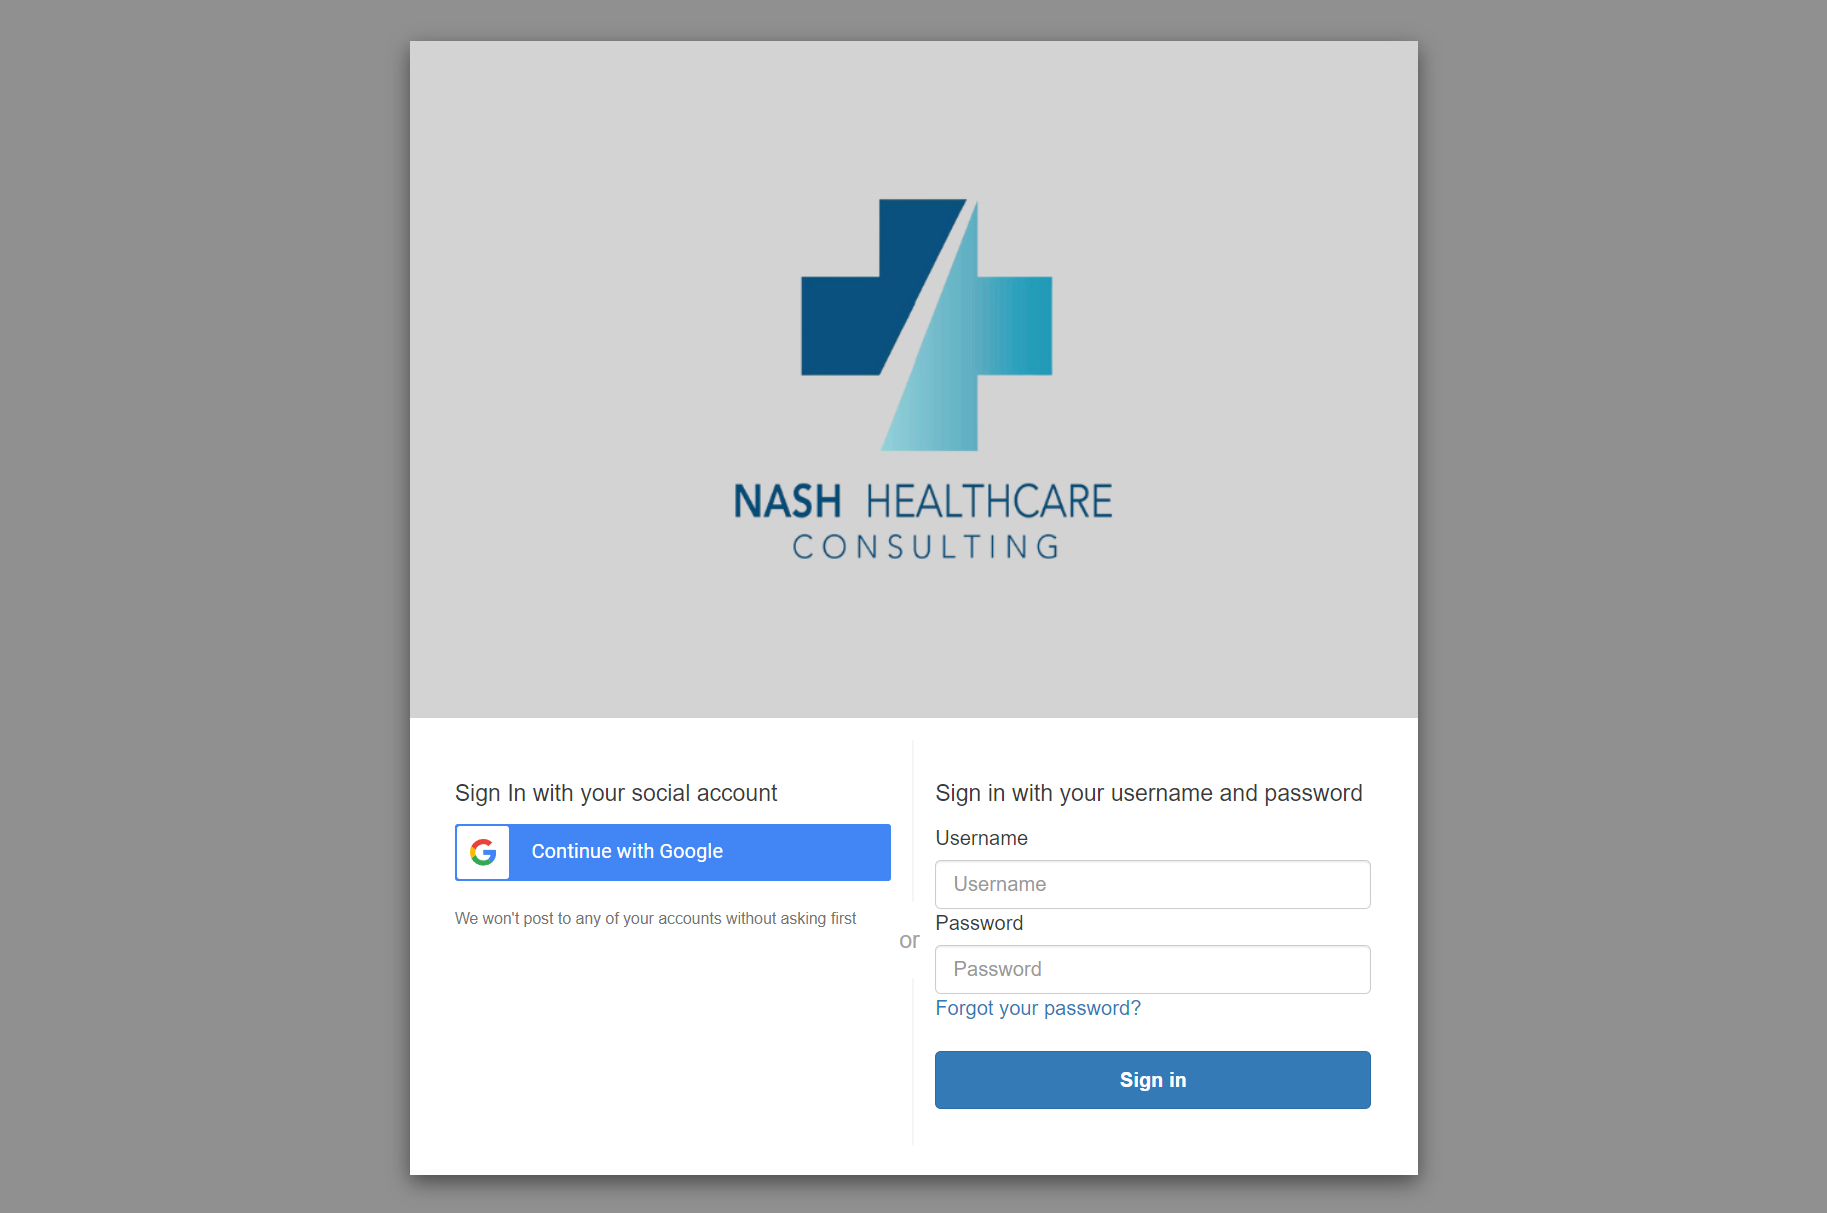 NASH HEALTHCARE
CONSULTING
Sign In with your social account
Continue with Google
We won't post to any of your accounts without asking first
or
Sign in with your username and password
Username
Username
Password
Password
Forgot your password?
Sign in